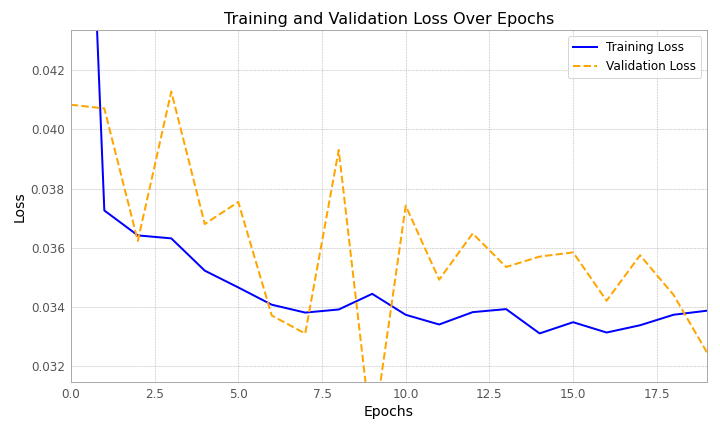 Training and Validation Loss Over Epochs
Training Loss
Validation Loss
0.042
0.040
0.038
0.036
0.034
0.032
Loss
0.0 2.5 5.0 7.5 10.0 12.5 15.0 17.5
Epochs